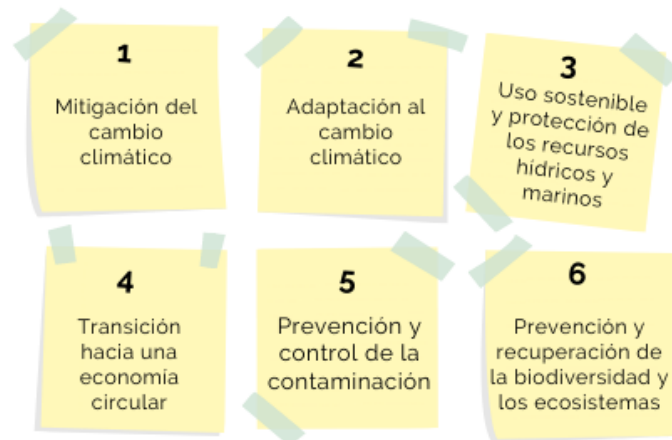 1
Mitigación del
cambio
climático
2
Adaptación al
cambio
climático
3
Uso sostenible
y protección de
los recursos
hídricos y
marinos
4
Transición
hacia una
economía
circular
5
Prevención y
control de la
contaminación
6
Prevención y
recuperación de
la biodiversidad y
los ecosistemas